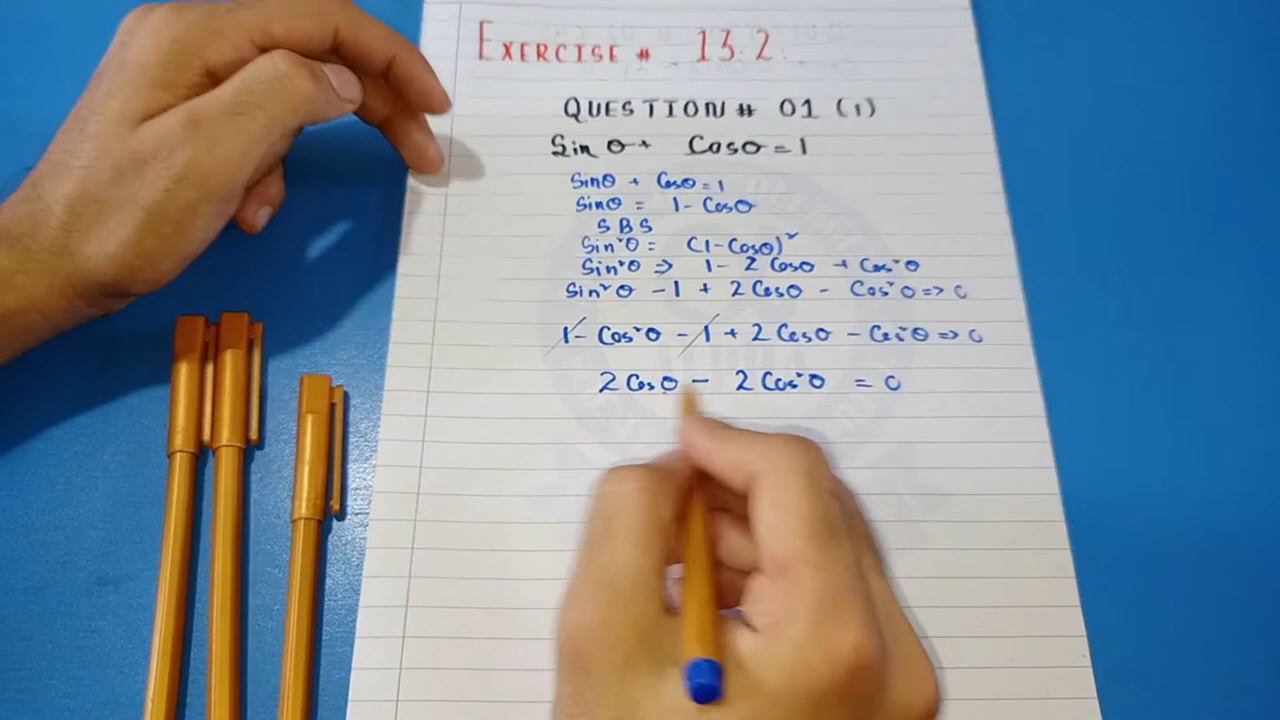 EXERCISE # 13.2.
QUESTION # 01 (1)
Sin θ + Cosθ = 1
Sinθ + Cosθ = 1
Sinθ = 1 - Cosθ
S B S
Sin²θ = (1-Cosθ)²
Sin²θ ⇒ 1 - 2 Cosθ + Cos²θ
Sin²θ - 1 + 2 Cosθ - Cos²θ ⇒ 0
1 - Cos²θ - 1 + 2 Cosθ - Cos²θ ⇒ 0
2 Cosθ - 2 Cos²θ = 0